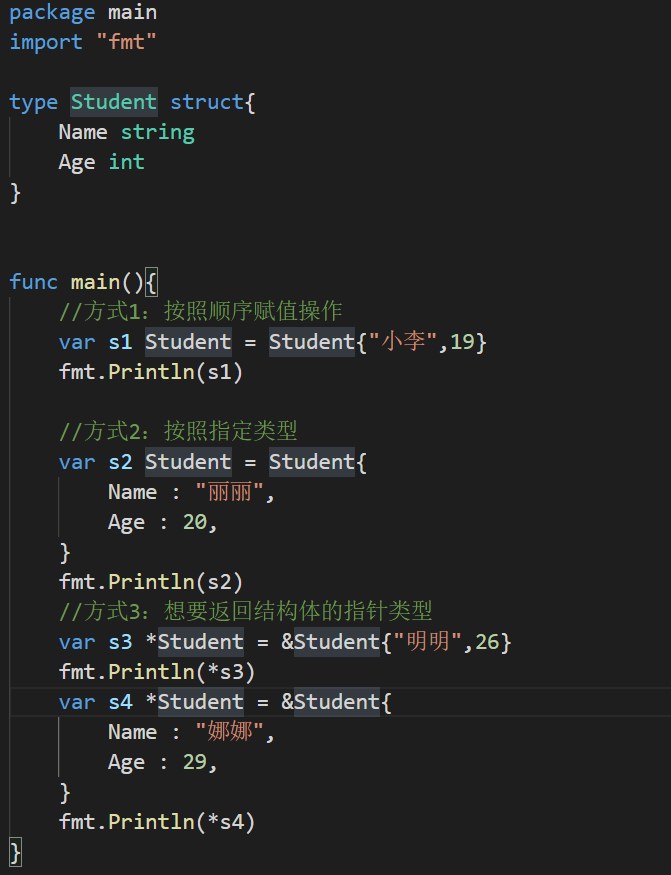 package main
import "fmt"
type Student struct{
Name string
Age int
}
func main(){
//方式1：按照顺序赋值操作
var s1 Student = Student{"小李",19}
fmt.Println(s1)
//方式2：按照指定类型
var s2 Student = Student{
Name : "丽丽",
Age : 20,
}
fmt.Println(s2)
//方式3：想要返回结构体的指针类型
var s3 *Student = &Student{"明明",26}
fmt.Println(*s3)
var s4 *Student = &Student{
Name : "娜娜",
Age : 29,
}
fmt.Println(*s4)
}